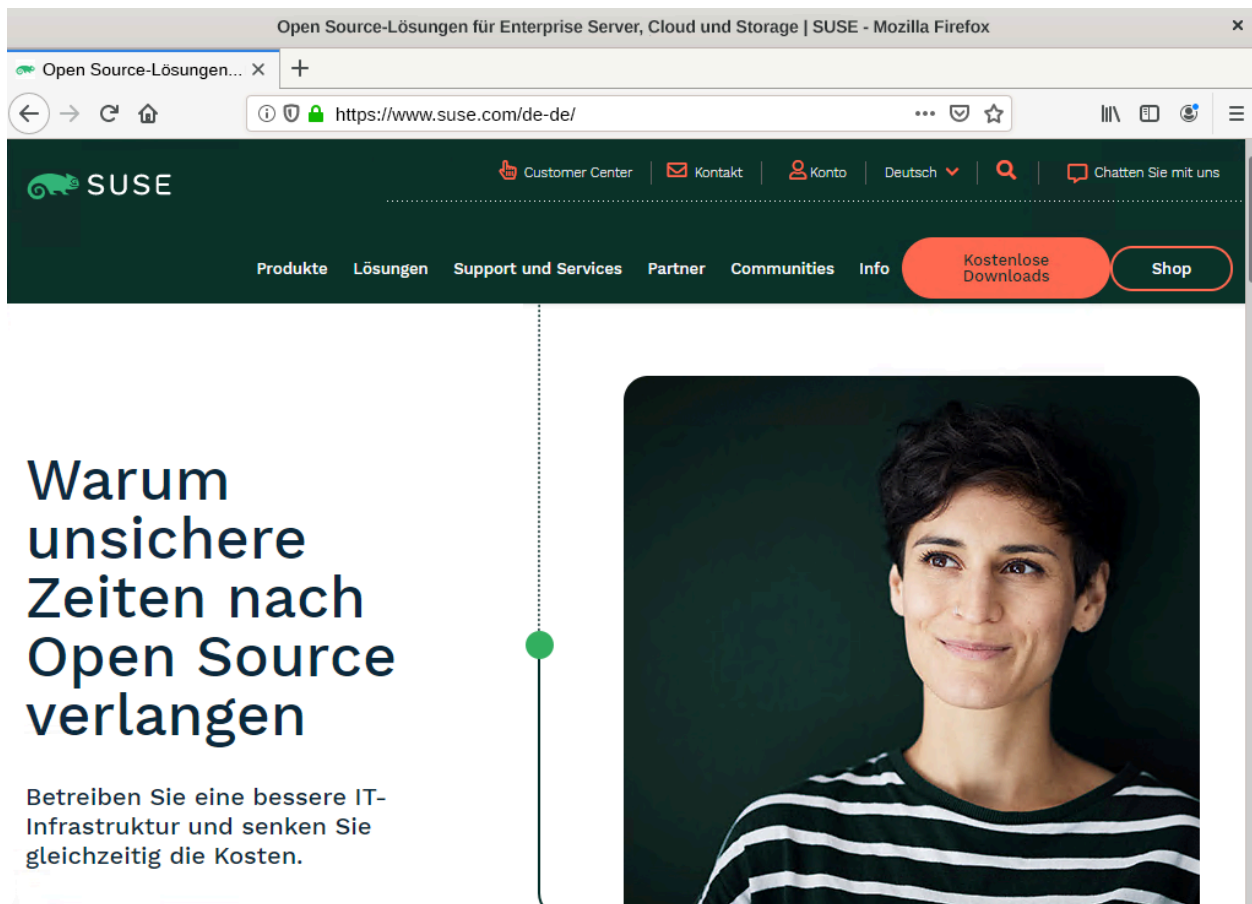 Open Source-Lösungen für Enterprise Server, Cloud und Storage | SUSE - Mozilla Firefox
Open Source-Lösungen...
https://www.suse.com/de-de/
SUSE
Customer Center
Kontakt
Konto
Deutsch
Chatten Sie mit uns
Produkte
Lösungen
Support und Services
Partner
Communities
Info
Kostenlose
Downloads
Shop
Warum
unsichere
Zeiten nach
Open Source
verlangen
Betreiben Sie eine bessere IT-
Infrastruktur und senken Sie
gleichzeitig die Kosten.